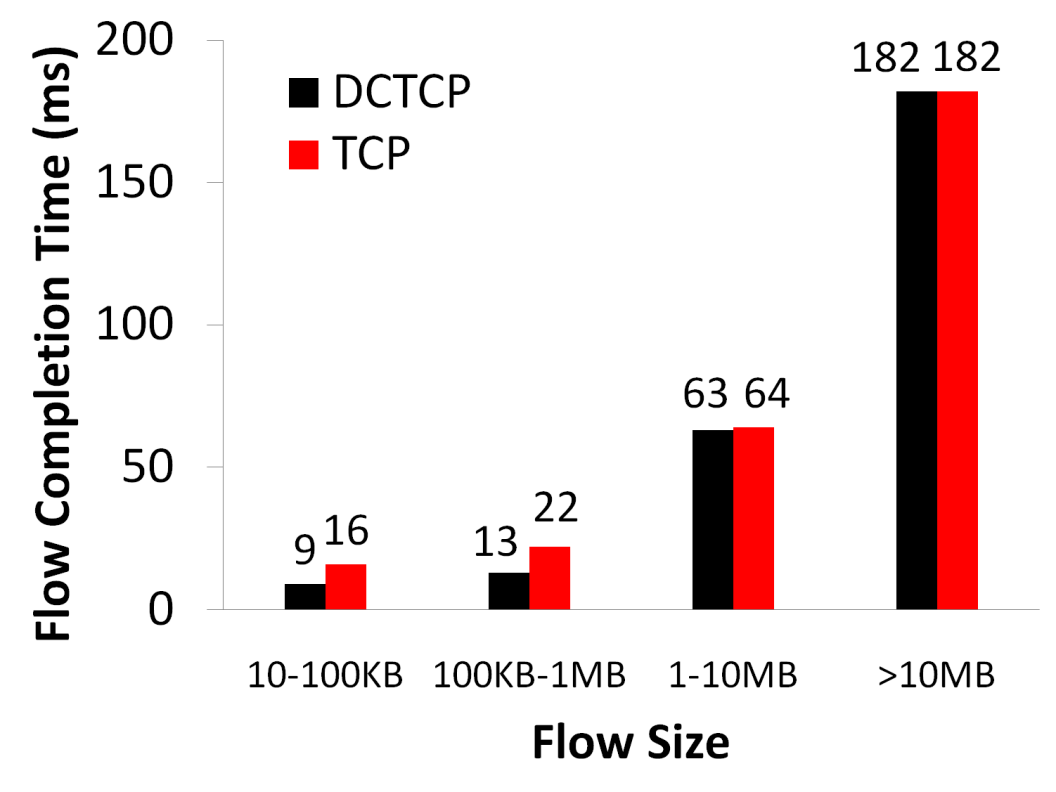 Flow Completion Time (ms)
200
150
100
50
0
DCTCP
TCP
9
16
13
22
63
64
182
182
10-100KB
100KB-1MB
1-10MB
>10MB
Flow Size